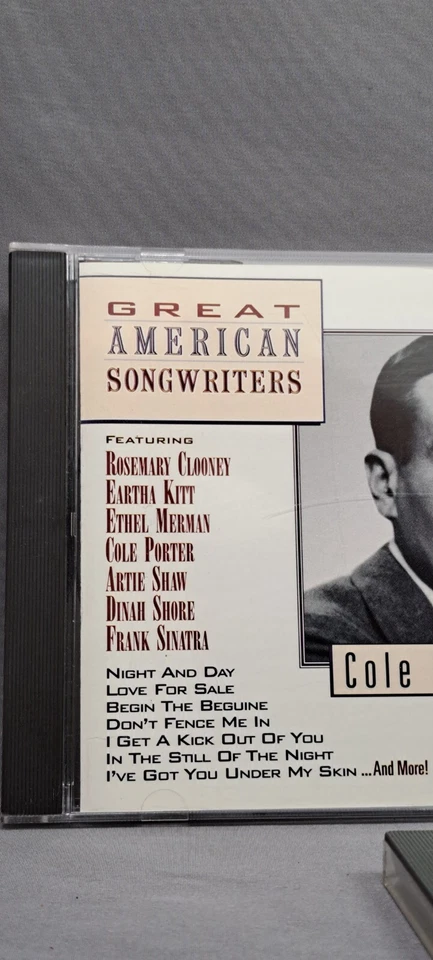 GREAT
AMERICAN
SONGWRITERS
FEATURING
ROSEMARY CLOONEY
EARTHA KITT
ETHEL MERMAN
COLE PORTER
ARTIE SHAW
DINAH SHORE
FRANK SINATRA
Cole
NIGHT AND DAY
LOVE FOR SALE
BEGIN THE BEGUINE
DON'T FENCE ME IN
I GET A KICK OUT OF YOU
IN THE STILL OF THE NIGHT
I'VE GOT YOU UNDER MY SKIN ...And More!